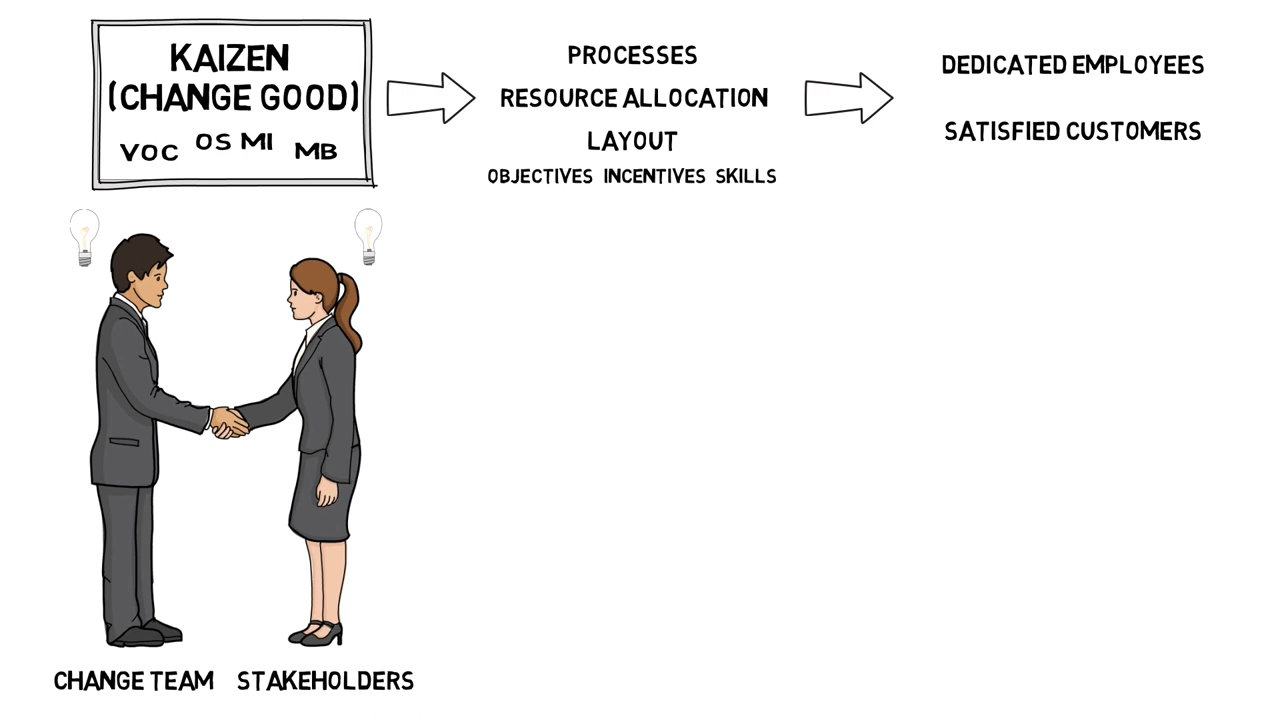 KAIZEN
(CHANGE GOOD)
VOC OS MI MB
PROCESSES
RESOURCE ALLOCATION
LAYOUT
OBJECTIVES INCENTIVES SKILLS
DEDICATED EMPLOYEES
SATISFIED CUSTOMERS
CHANGE TEAM STAKEHOLDERS